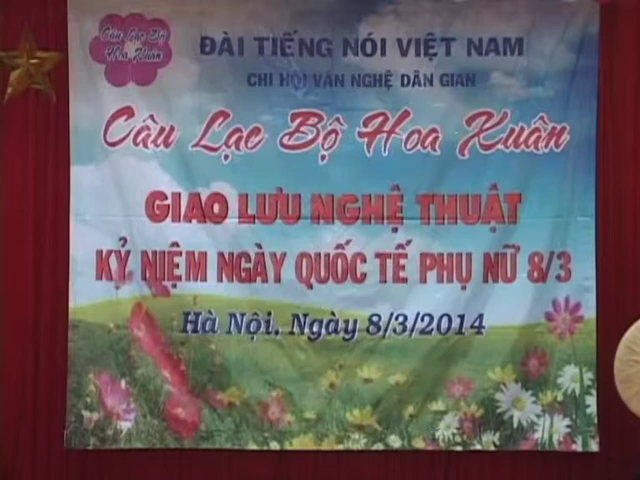 Câu Lạc Bộ
Hoa Xuân
ĐÀI TIẾNG NÓI VIỆT NAM
CHI HỘI VĂN NGHỆ DÂN GIAN
Câu Lạc Bộ Hoa Xuân
GIAO LƯU NGHỆ THUẬT
KỶ NIỆM NGÀY QUỐC TẾ PHỤ NỮ 8/3
Hà Nội, Ngày 8/3/2014